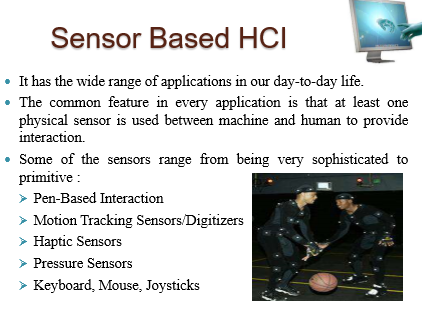 Sensor Based HCI
• It has the wide range of applications in our day-to-day life.
• The common feature in every application is that at least one
physical sensor is used between machine and human to provide
interaction.
• Some of the sensors range from being very sophisticated to
primitive :
➢ Pen-Based Interaction
➢ Motion Tracking Sensors/Digitizers
➢ Haptic Sensors
➢ Pressure Sensors
➢ Keyboard, Mouse, Joysticks